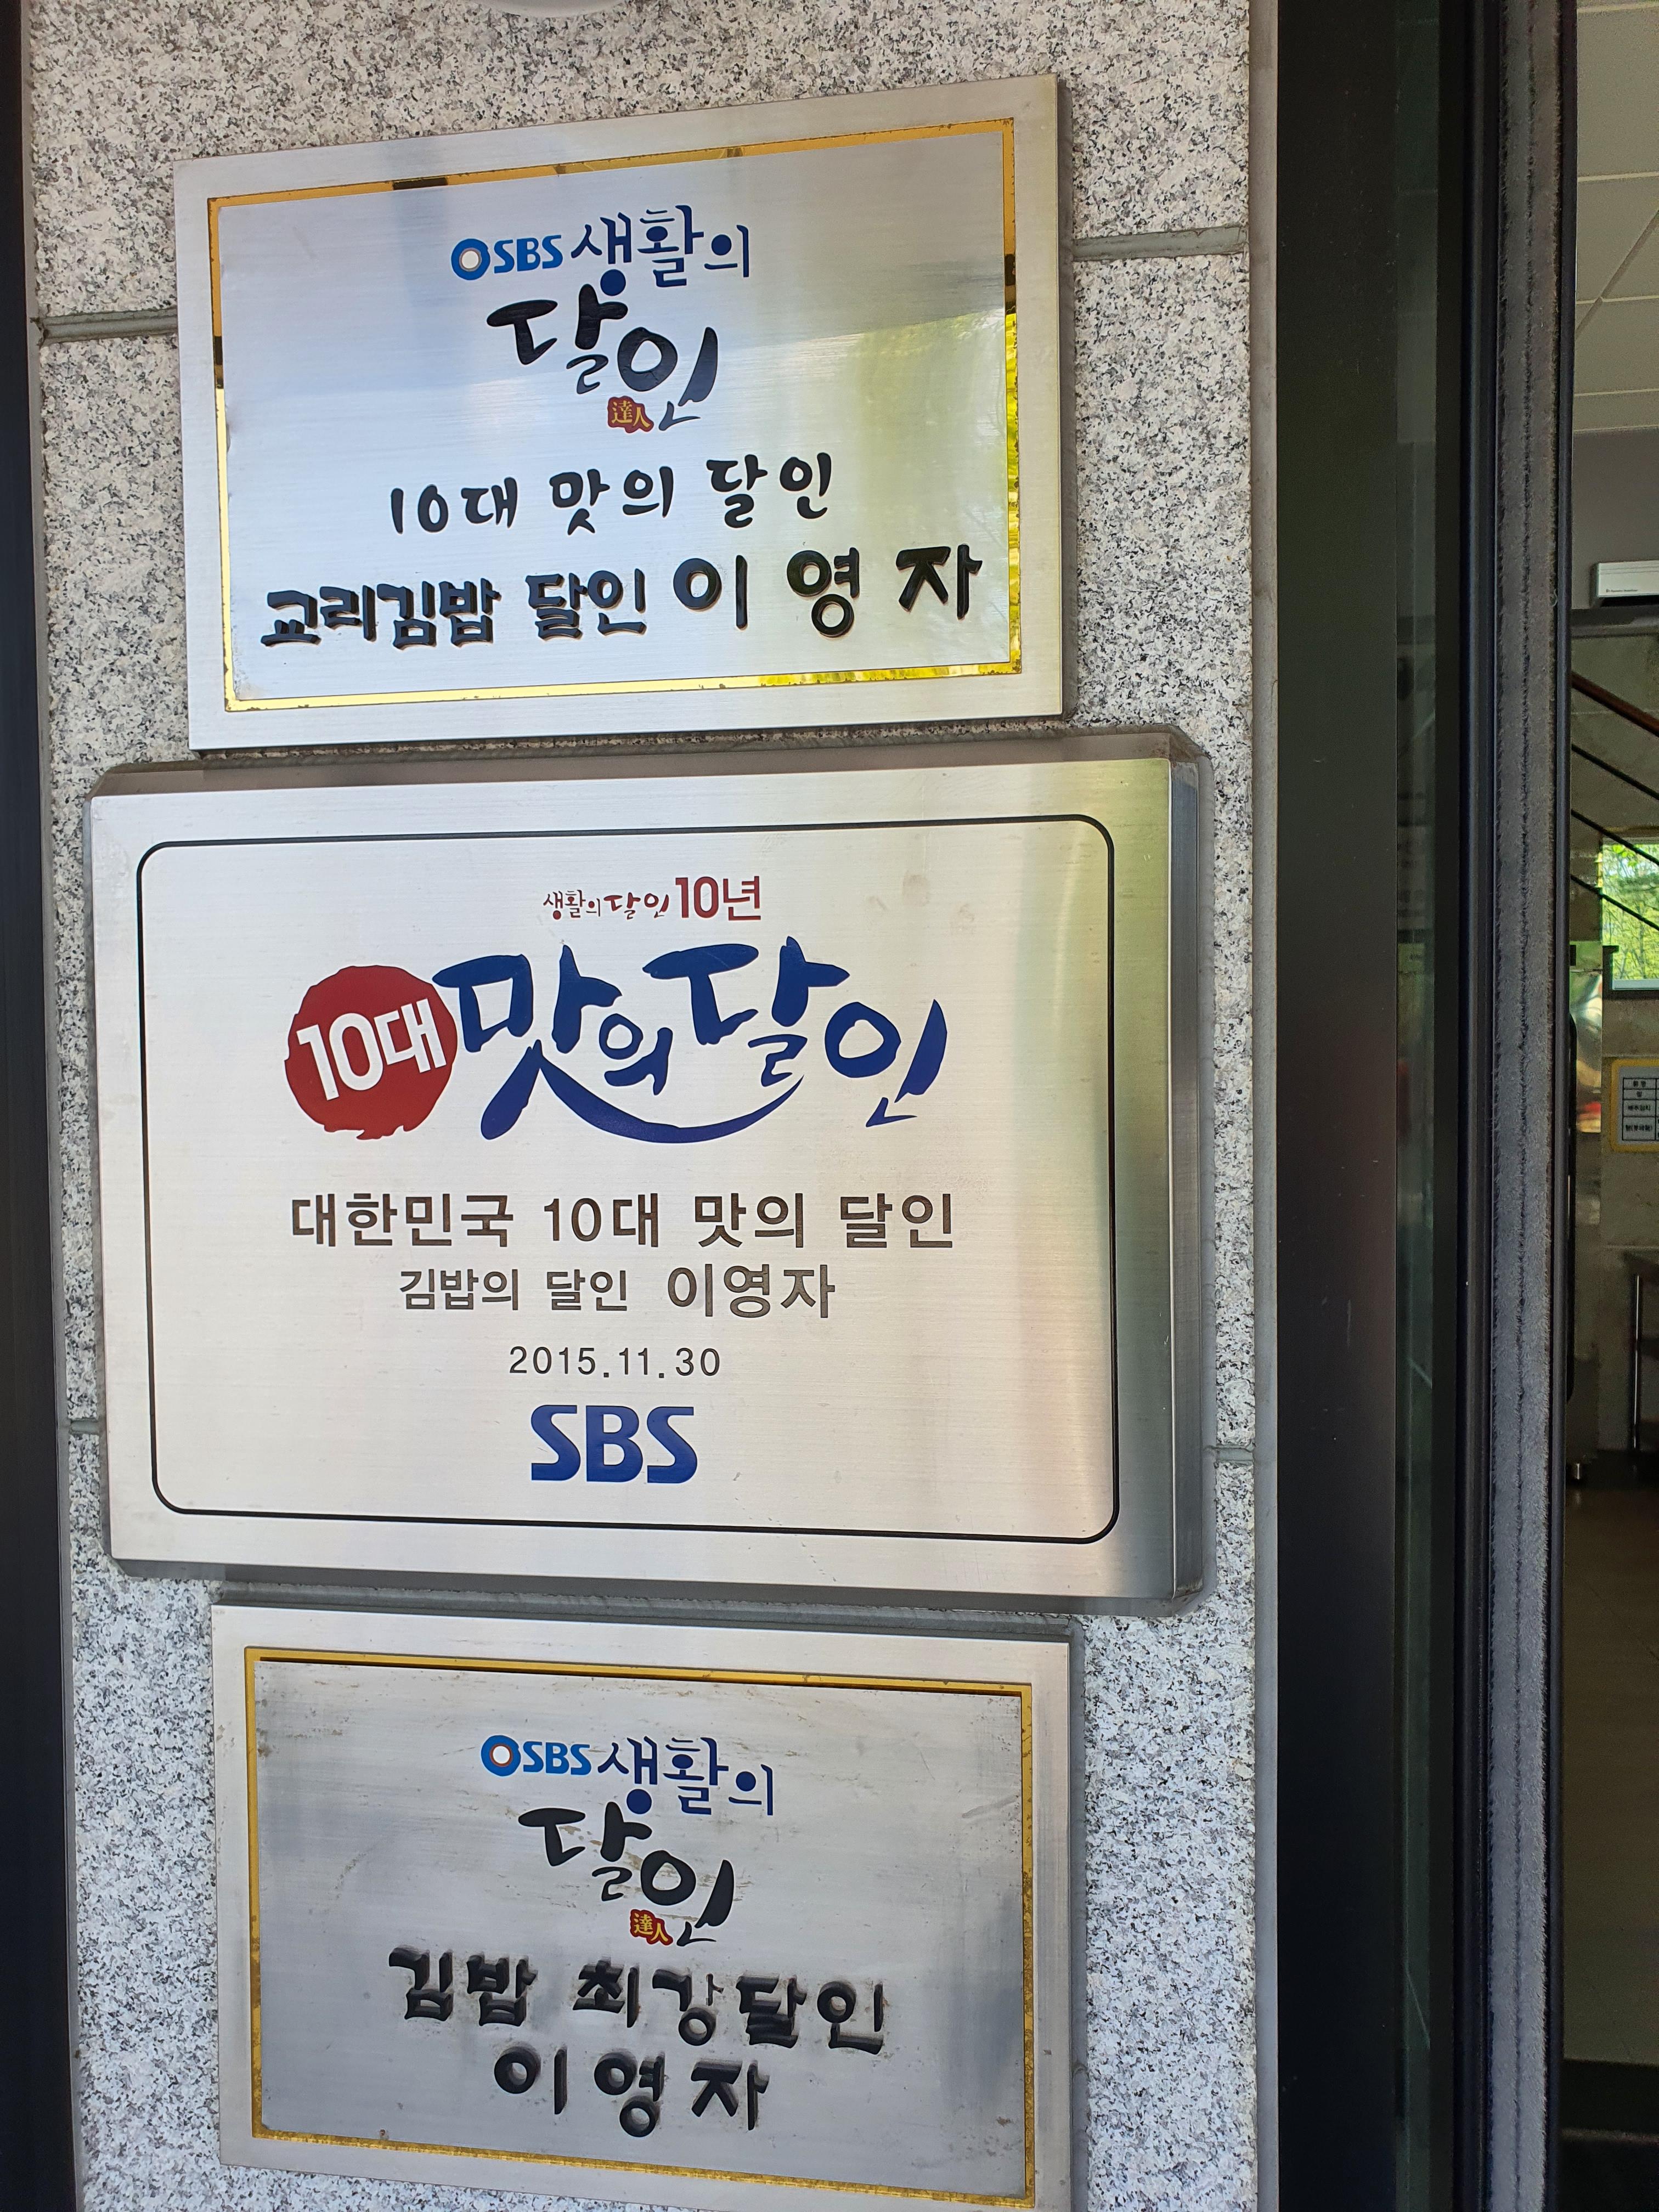 SBS 생활의
달인
達人
10대 맛의 달인
교리김밥 달인 이영자
생활의달인10년
10대 맛의 달인
대한민국 10대 맛의 달인
김밥의 달인 이영자
2015.11.30
SBS
SBS 생활의
달인
達人
김밥 최강달인
이영자